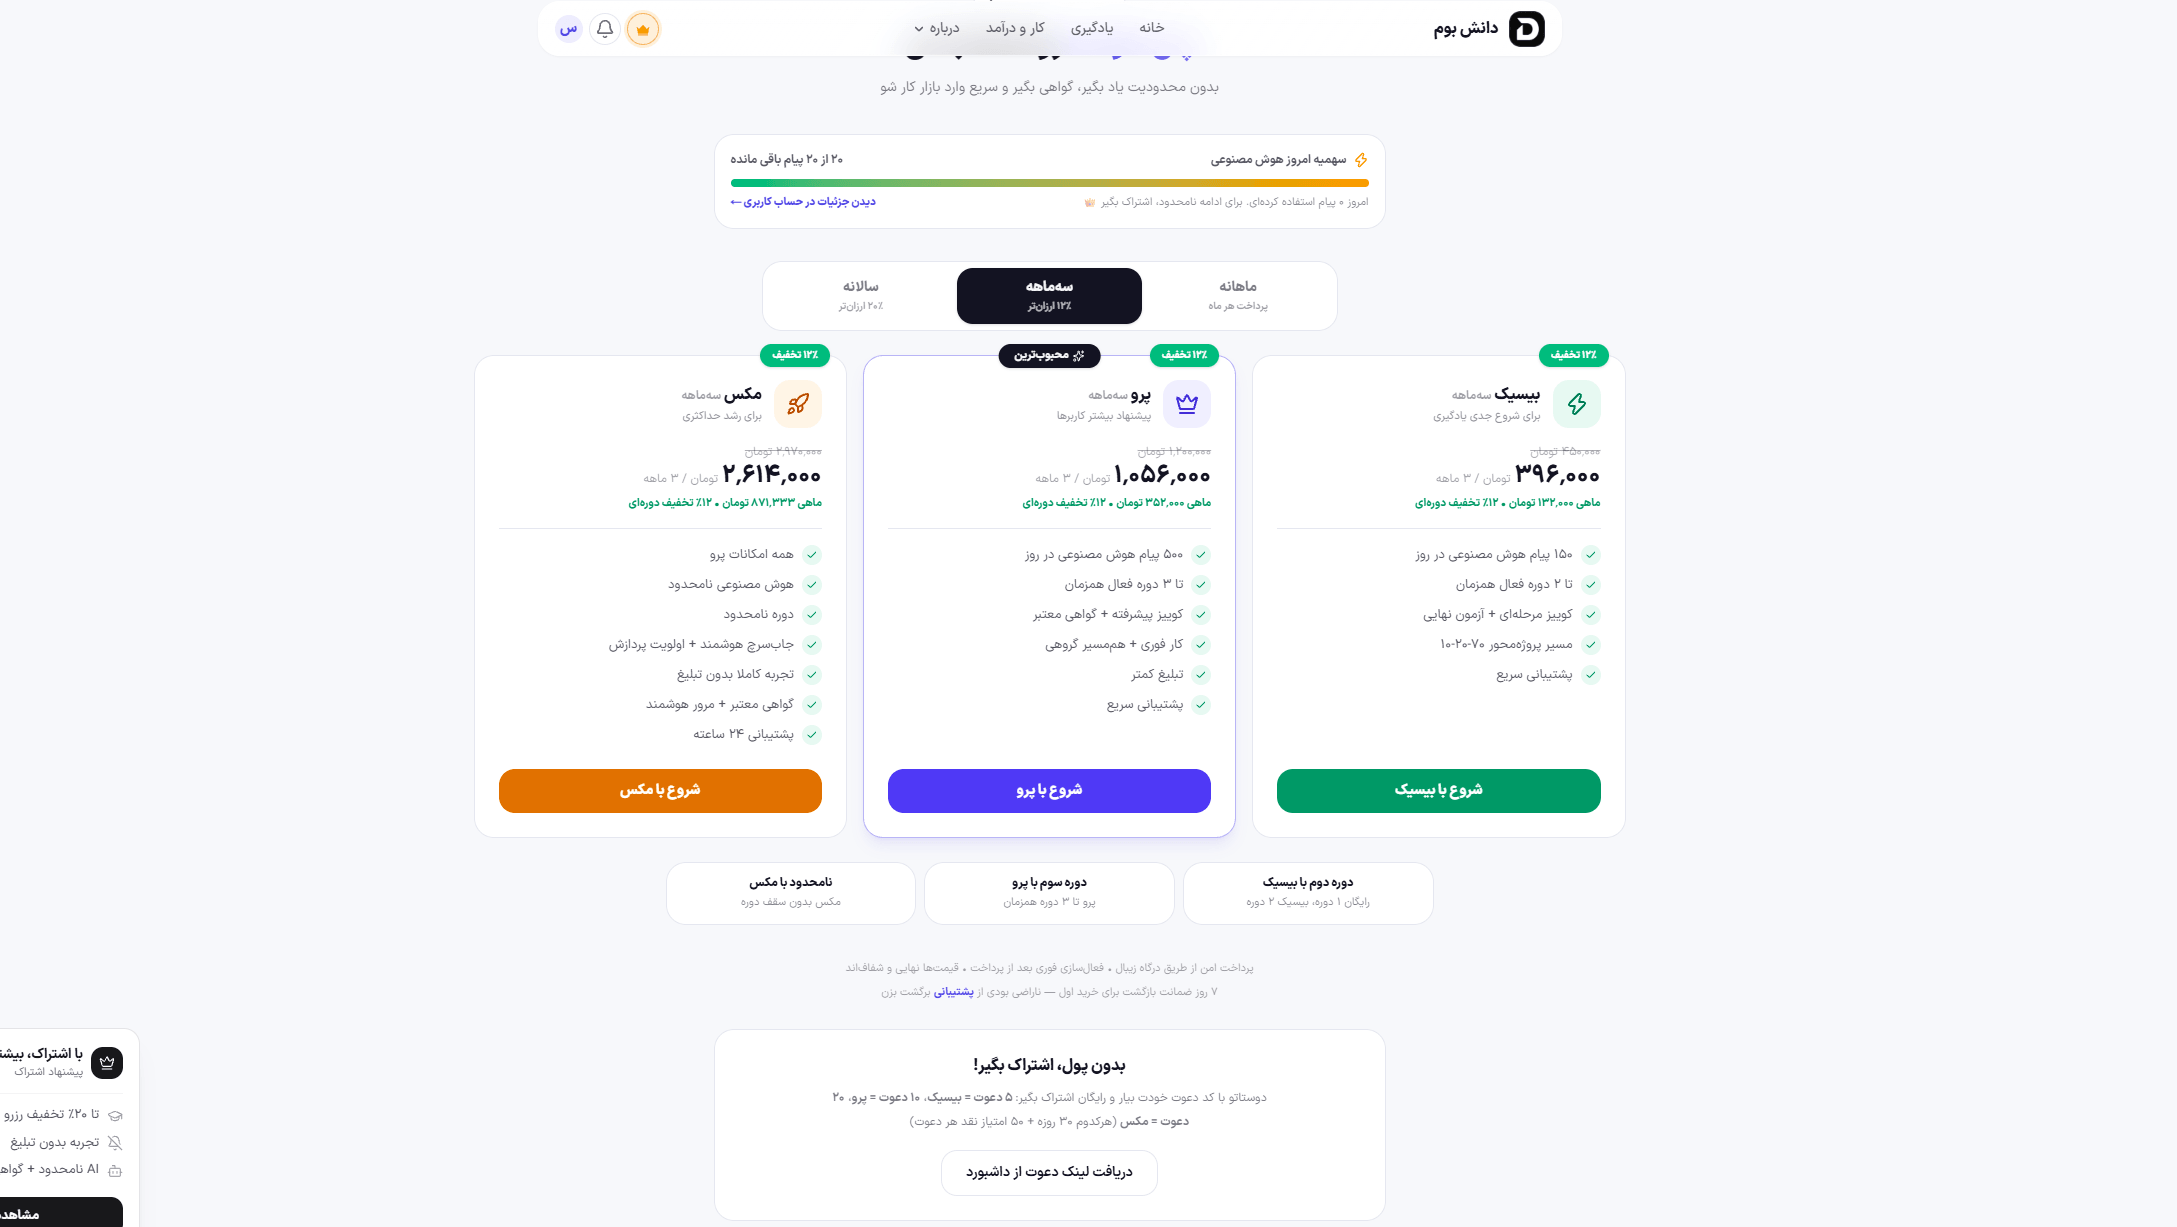 دانش بوم
خانه
یادگیری
کار و درآمد
درباره
س
بدون محدودیت یاد بگیر، گواهی بگیر و سریع وارد بازار کار شو
سهمیه امروز هوش مصنوعی
۲۰ از ۲۰ پیام باقی مانده
امروز ۰ پیام استفاده کرده‌ای. برای ادامه نامحدود، اشتراک بگیر
دیدن جزئیات در حساب کاربری ←
ماهانه
پرداخت هر ماه
سه‌ماهه
۱۲٪ ارزان‌تر
سالانه
۲۰٪ ارزان‌تر
۱۲٪ تخفیف
بیسیک سه‌ماهه
برای شروع جدی یادگیری
۴۵۰,۰۰۰ تومان
۳۹۶,۰۰۰ تومان / ۳ ماهه
ماهی ۱۳۲,۰۰۰ تومان • ۱۲٪ تخفیف دوره‌ای
۱۵۰ پیام هوش مصنوعی در روز
تا ۲ دوره فعال همزمان
کوییز مرحله‌ای + آزمون نهایی
مسیر پروژه‌محور ۷۰-۲۰-۱۰
پشتیبانی سریع
شروع با بیسیک
۱۲٪ تخفیف
محبوب‌ترین
پرو سه‌ماهه
پیشنهاد بیشتر کاربرها
۱,۲۰۰,۰۰۰ تومان
۱,۰۵۶,۰۰۰ تومان / ۳ ماهه
ماهی ۳۵۲,۰۰۰ تومان • ۱۲٪ تخفیف دوره‌ای
۵۰۰ پیام هوش مصنوعی در روز
تا ۳ دوره فعال همزمان
کوییز پیشرفته + گواهی معتبر
کار فوری + هم‌مسیر گروهی
تبلیغ کمتر
پشتیبانی سریع
شروع با پرو
۱۲٪ تخفیف
مکس سه‌ماهه
برای رشد حداکثری
۲,۹۷۰,۰۰۰ تومان
۲,۶۱۴,۰۰۰ تومان / ۳ ماهه
ماهی ۸۷۱,۳۳۳ تومان • ۱۲٪ تخفیف دوره‌ای
همه امکانات پرو
هوش مصنوعی نامحدود
دوره نامحدود
جاب‌سرچ هوشمند + اولویت پردازش
تجربه کاملا بدون تبلیغ
گواهی معتبر + مرور هوشمند
پشتیبانی ۲۴ ساعته
شروع با مکس
دوره دوم با بیسیک
رایگان ۱ دوره، بیسیک ۲ دوره
دوره سوم با پرو
پرو تا ۳ دوره همزمان
نامحدود با مکس
مکس بدون سقف دوره
پرداخت امن از طریق درگاه زیبال • فعال‌سازی فوری بعد از پرداخت • قیمت‌ها نهایی و شفاف‌اند
۷ روز ضمانت بازگشت برای خرید اول — ناراضی بودی از پشتیبانی برگشت بزن
بدون پول، اشتراک بگیر!
دوستاتو با کد دعوت خودت بیار و رایگان اشتراک بگیر: ۵ دعوت = بیسیک، ۱۰ دعوت = پرو، ۲۰
دعوت = مکس (هرکدوم ۳۰ روزه + ۵۰ امتیاز نقد هر دعوت)
دریافت لینک دعوت از داشبورد
با اشتراک،
پیشنهاد اشتراک
تا ۲۰٪ تخفیف رزرو
تجربه بدون تبلیغ
AI نامحدود +